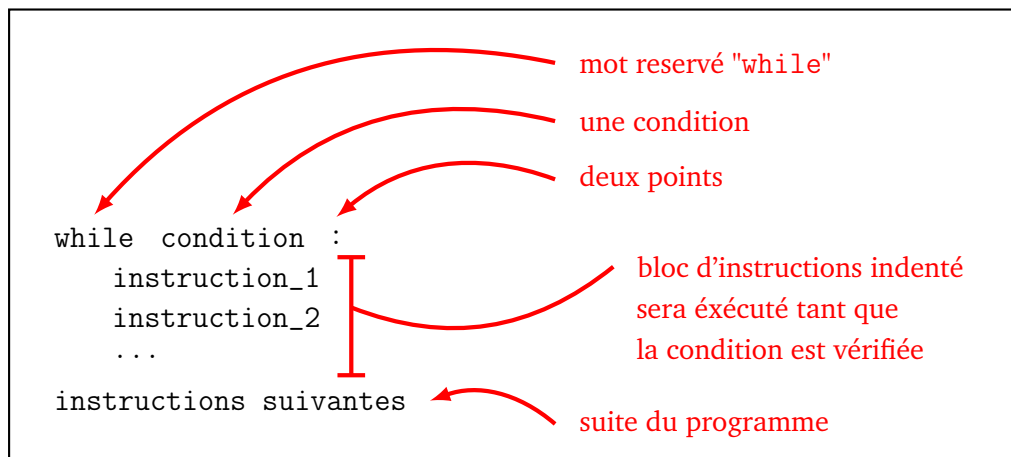 mot reservé "while"
une condition
deux points
while condition :
instruction_1
instruction_2
...
instructions suivantes
bloc d'instructions indenté
sera éxécuté tant que
la condition est vérifiée
suite du programme